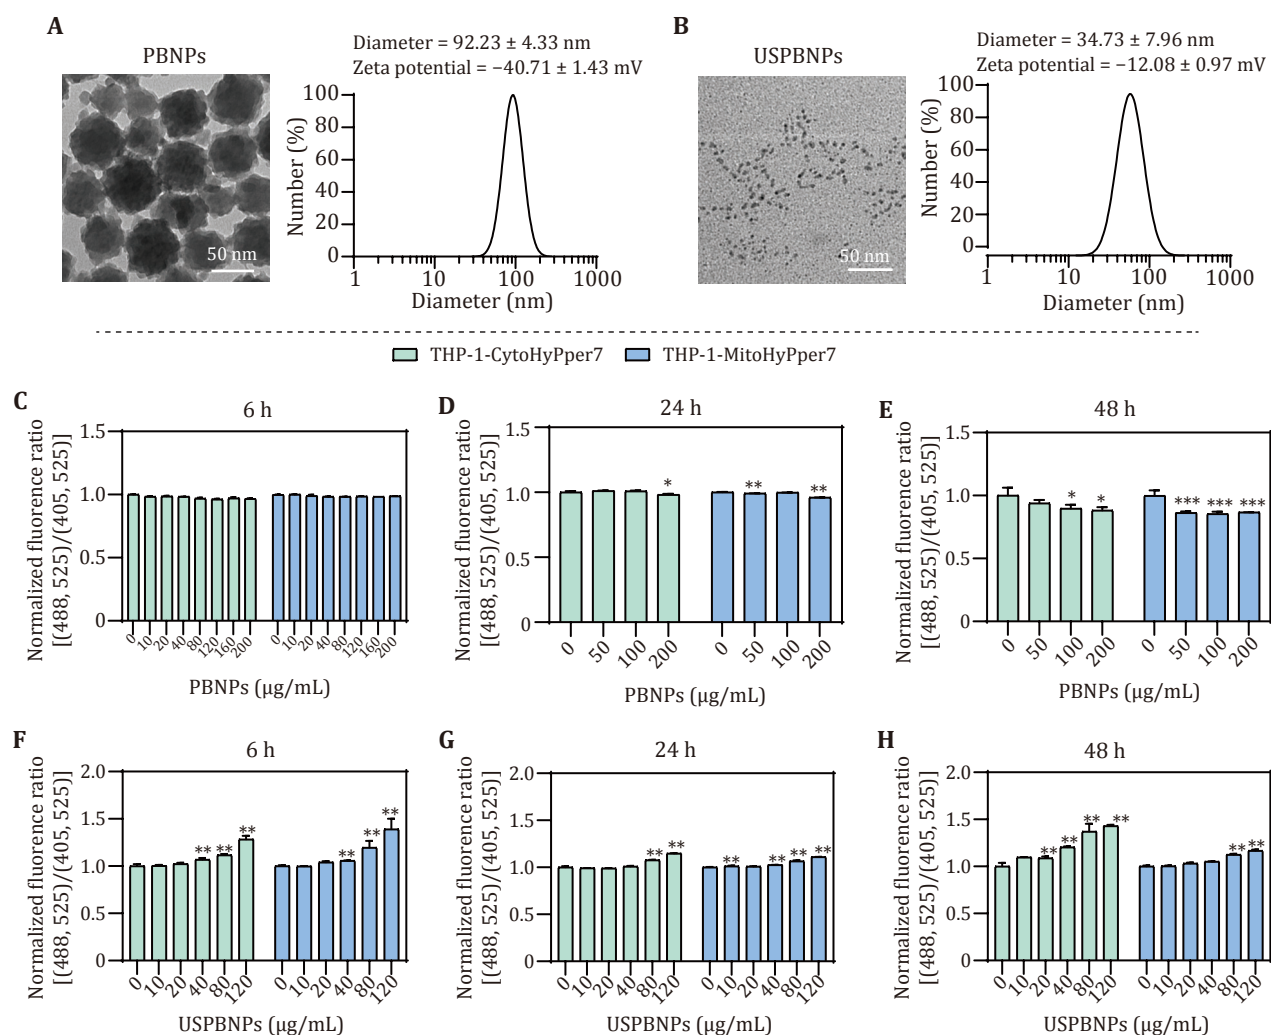 A
PBNPs
50 nm
Diameter = 92.23 ± 4.33 nm
Zeta potential = −40.71 ± 1.43 mV
Number (%)
100
80
60
40
20
0
1 10 100 1000
Diameter (nm)
B
USPBNPs
50 nm
Diameter = 34.73 ± 7.96 nm
Zeta potential = −12.08 ± 0.97 mV
Number (%)
100
80
60
40
20
0
1 10 100 1000
Diameter (nm)
THP-1-CytoHyPper7 THP-1-MitoHyPper7
C
6 h
Normalized fluforence ratio
[(488, 525)/(405, 525)]
1.5
1.0
0.5
0
0 10 20 40 80 120 160 200 0 10 20 40 80 120 160 200
PBNPs (µg/mL)
D
24 h
Normalized fluforence ratio
[(488, 525)/(405, 525)]
1.5
1.0
0.5
0
* ** **
0 50 100 200 0 50 100 200
PBNPs (µg/mL)
E
48 h
Normalized fluforence ratio
[(488, 525)/(405, 525)]
1.5
1.0
0.5
0
* * *** *** ***
0 50 100 200 0 50 100 200
PBNPs (µg/mL)
F
6 h
Normalized fluforence ratio
[(488, 525)/(405, 525)]
2.0
1.5
1.0
0.5
0
** ** ** ** ** **
0 10 20 40 80 120 0 10 20 40 80 120
USPBNPs (µg/mL)
G
24 h
Normalized fluforence ratio
[(488, 525)/(405, 525)]
2.0
1.5
1.0
0.5
0
** ** ** ** ** **
0 10 20 40 80 120 0 10 20 40 80 120
USPBNPs (µg/mL)
H
48 h
Normalized fluforence ratio
[(488, 525)/(405, 525)]
2.0
1.5
1.0
0.5
0
** ** ** ** ** **
0 10 20 40 80 120 0 10 20 40 80 120
USPBNPs (µg/mL)